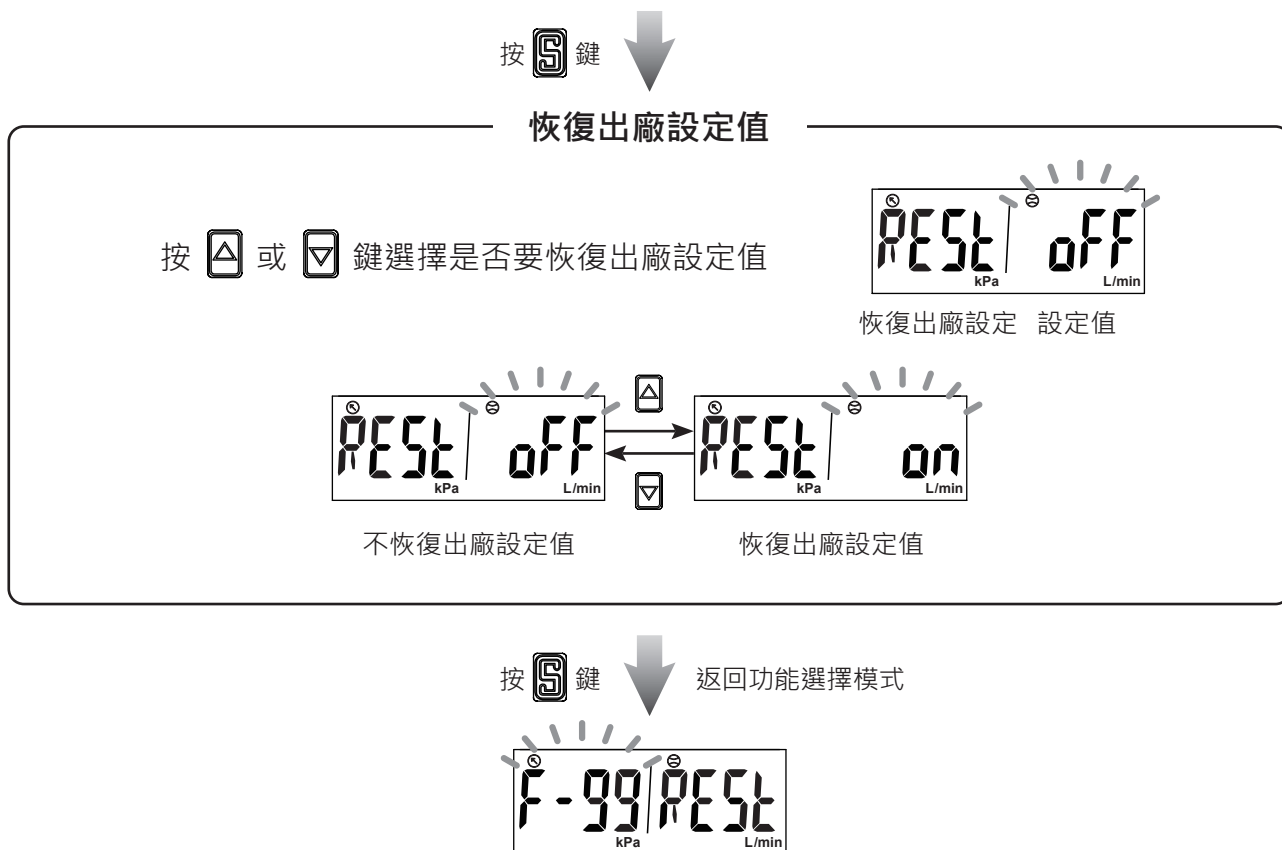 按 S 鍵
恢復出廠設定值
按 △ 或 ▽ 鍵選擇是否要恢復出廠設定值
RESt oFF
kPa L/min
恢復出廠設定 設定值
RESt oFF
kPa L/min
RESt on
kPa L/min
不恢復出廠設定值
恢復出廠設定值
按 S 鍵 返回功能選擇模式
F-99 RESt
kPa L/min